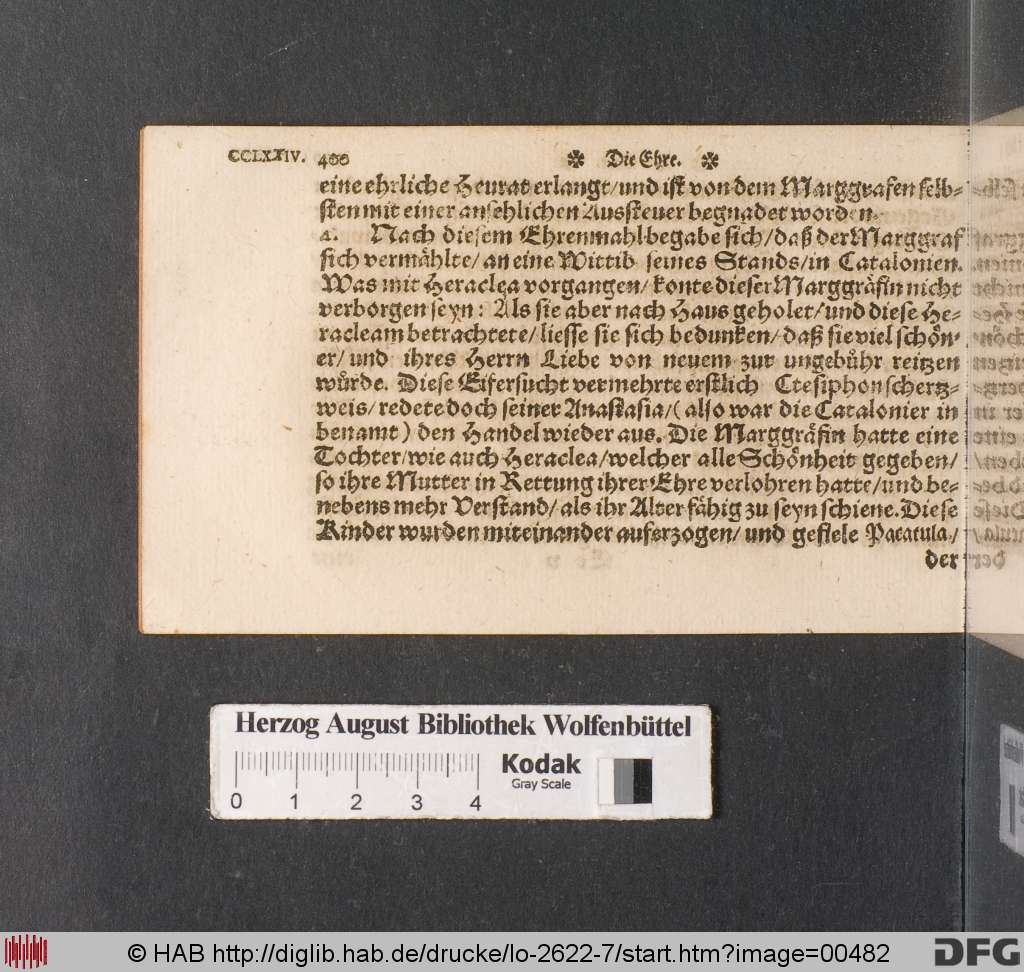 CCLXXIV. 466 ✲ Die Ehre. ✲
eine ehrliche Heurat erlangt/ und ist von dem Marggrafen selb-
sten mit einer ansehlichen Aussteuer begnadet worden.
4. Nach diesem Ehrenmahl begabe sich/ daß der Marggraf
sich vermåhlte/ an eine Wittib seines Stands/ in Catalonien.
Was mit Heraclea vorgangen/ konte dieser Marggråfin nicht
verborgen seyn: Als sie aber nach Haus geholet/ und diese He-
racleam betrachtete/ liesse sie sich bedunken/ daß sie viel schön-
er/ und ihres Herrn Liebe von neuem zur ungebühr reitzen
würde. Diese Eifersucht vermehrte erstlich Ctesiphon schertz-
weis/ redete doch seiner Anastasia/ (also war die Catalonier in
benamt) den Handel wieder aus. Die Marggråfin hatte eine
Tochter/ wie auch Heraclea/ welcher alle Schönheit gegeben/
so ihre Mutter in Rettung ihrer Ehre verlohren hatte/ und be-
nebens mehr Verstand/ als ihr Alter fåhig zu seyn schiene. Diese
Kinder wurden miteinander auferzogen/ und gefiele Pacatula/
der
Herzog August Bibliothek Wolfenbüttel
0 1 2 3 4
Kodak
Gray Scale
© HAB http://diglib.hab.de/drucke/lo-2622-7/start.htm?image=00482 DFG